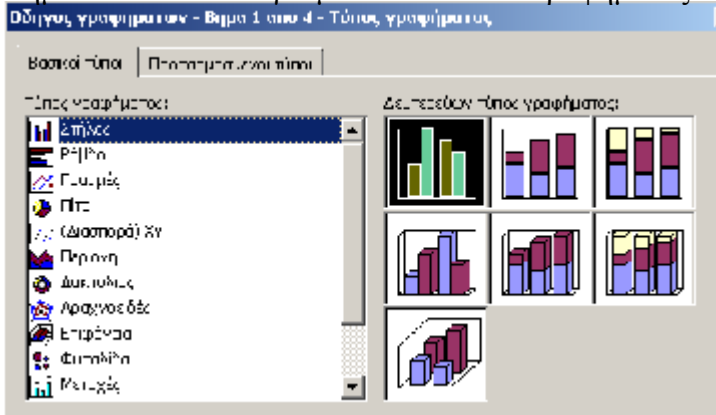 Οδηγός γραφημάτων - Βήμα 1 από 4 - Τύπος γραφήματος
Βασικοί τύποι
Προσαρμοσμένοι τύποι
Τύπος γραφήματος:
Στήλες
Ράβδοι
Γραμμές
Πίτα
(Διασπορά) XY
Περιοχή
Δακτύλιος
Αραχνοειδές
Επιφάνεια
Φυσαλίδα
Μετοχές
Δευτερεύων τύπος γραφήματος: